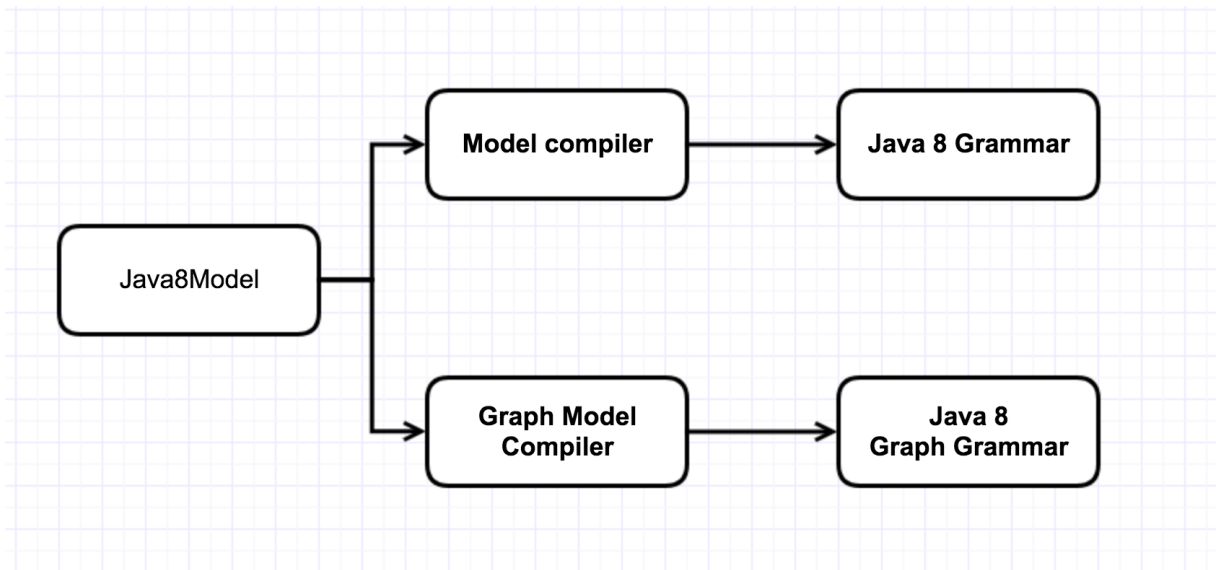 Model compiler
Java 8 Grammar
Java8Model
Graph Model
Compiler
Java 8
Graph Grammar